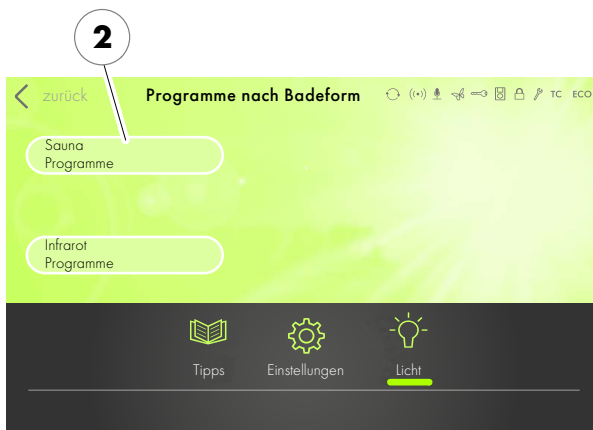 2
zurück Programme nach Badeform TC ECO
Sauna
Programme
Infrarot
Programme
Tipps Einstellungen Licht